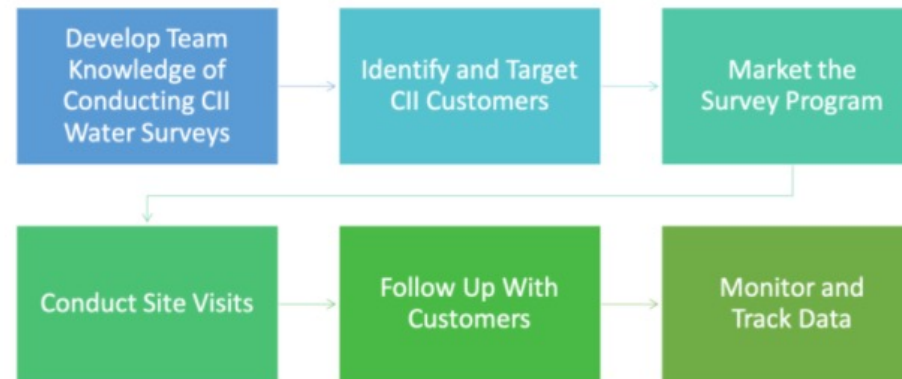 Develop Team
Knowledge of
Conducting CII
Water Surveys
Identify and Target
CII Customers
Market the
Survey Program
Conduct Site Visits
Follow Up With
Customers
Monitor and
Track Data